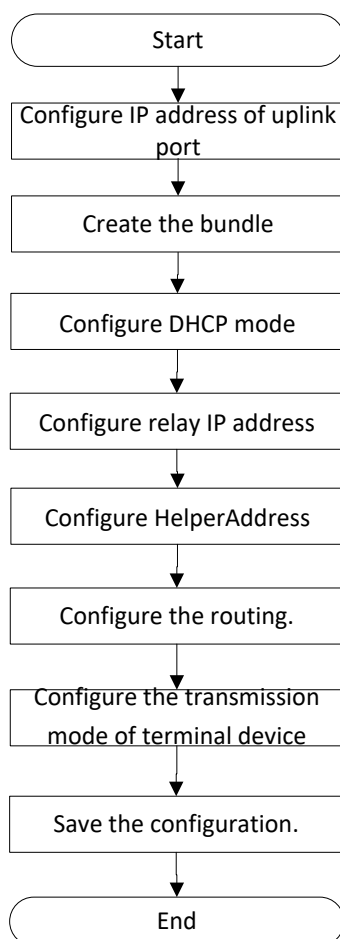 Start
Configure IP address of uplink
port
Create the bundle
Configure DHCP mode
Configure relay IP address
Configure HelperAddress
Configure the routing.
Configure the transmission
mode of terminal device
Save the configuration.
End